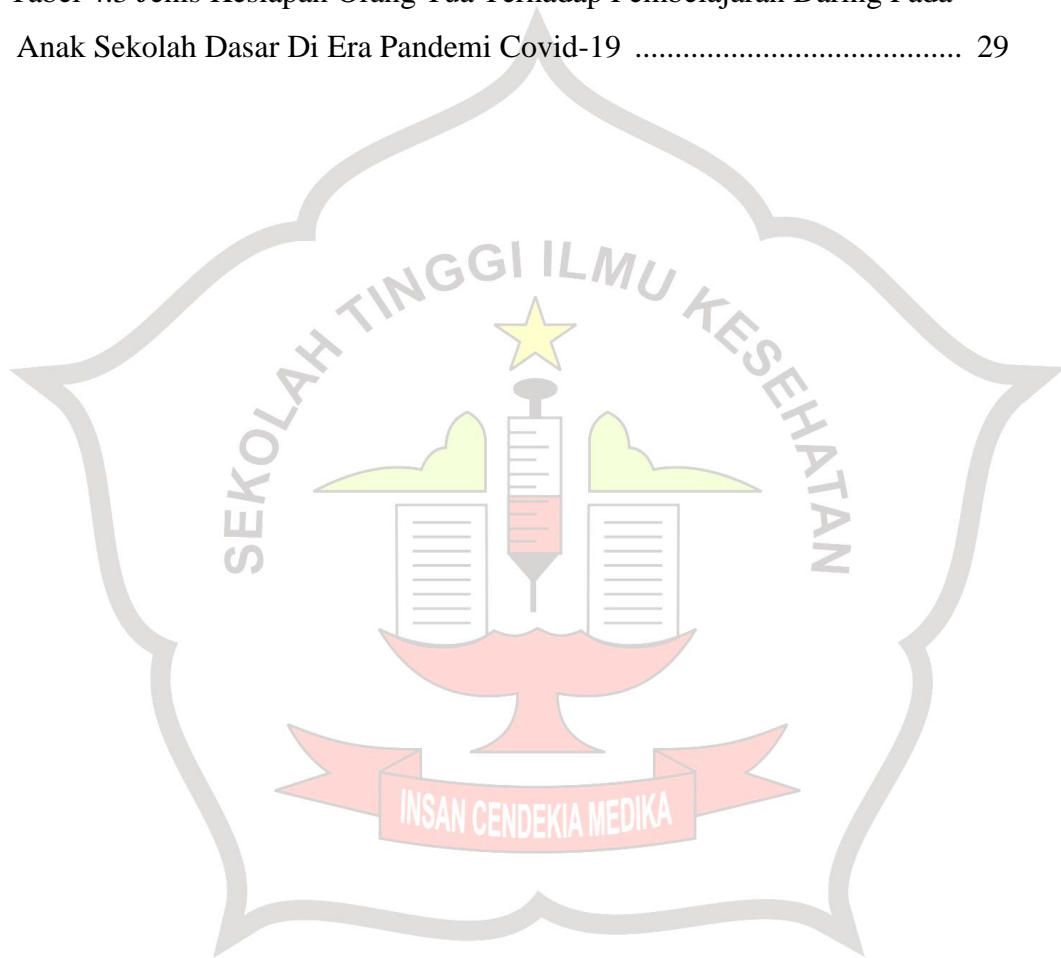 Tabel Jenis Kesiapan Orang Tua Terhadap Pembelajaran Daring Pada
Anak Sekolah Dasar Di Era Pandemi Covid-19 ......................................... 29
SEKOLAH TINGGI ILMU KESEHATAN
INSAN CENDEKIA MEDIKA